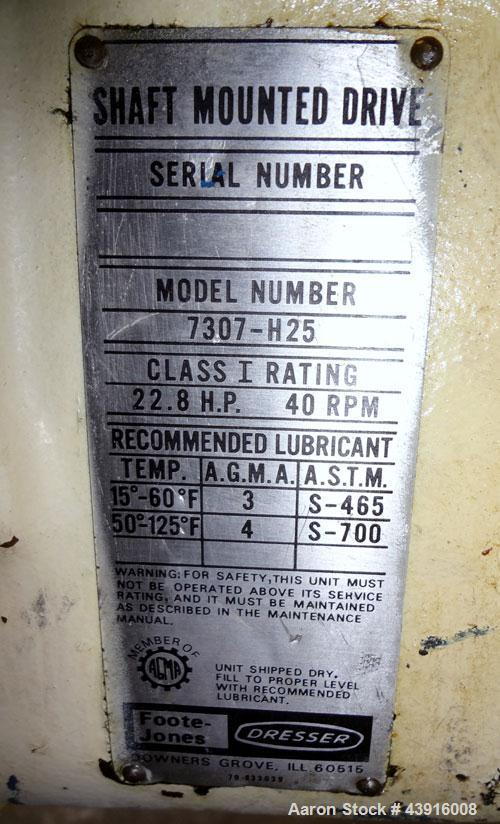 SHAFT MOUNTED DRIVE
SERIAL NUMBER
MODEL NUMBER
7307-H25
CLASS I RATING
22.8 H.P. 40 RPM
RECOMMENDED LUBRICANT
TEMP. A.G.M.A. A.S.T.M.
15°-60°F 3 S-465
50°-125°F 4 S-700
WARNING: FOR SAFETY, THIS UNIT MUST
NOT BE OPERATED ABOVE ITS SERVICE
RATING, AND IT MUST BE MAINTAINED
AS DESCRIBED IN THE MAINTENANCE
MANUAL.
MEMBER OF
AGMA
UNIT SHIPPED DRY.
FILL TO PROPER LEVEL
WITH RECOMMENDED
LUBRICANT.
Foote-
Jones
DRESSER
DOWNERS GROVE, ILL. 60515
Aaron Stock # 43916008